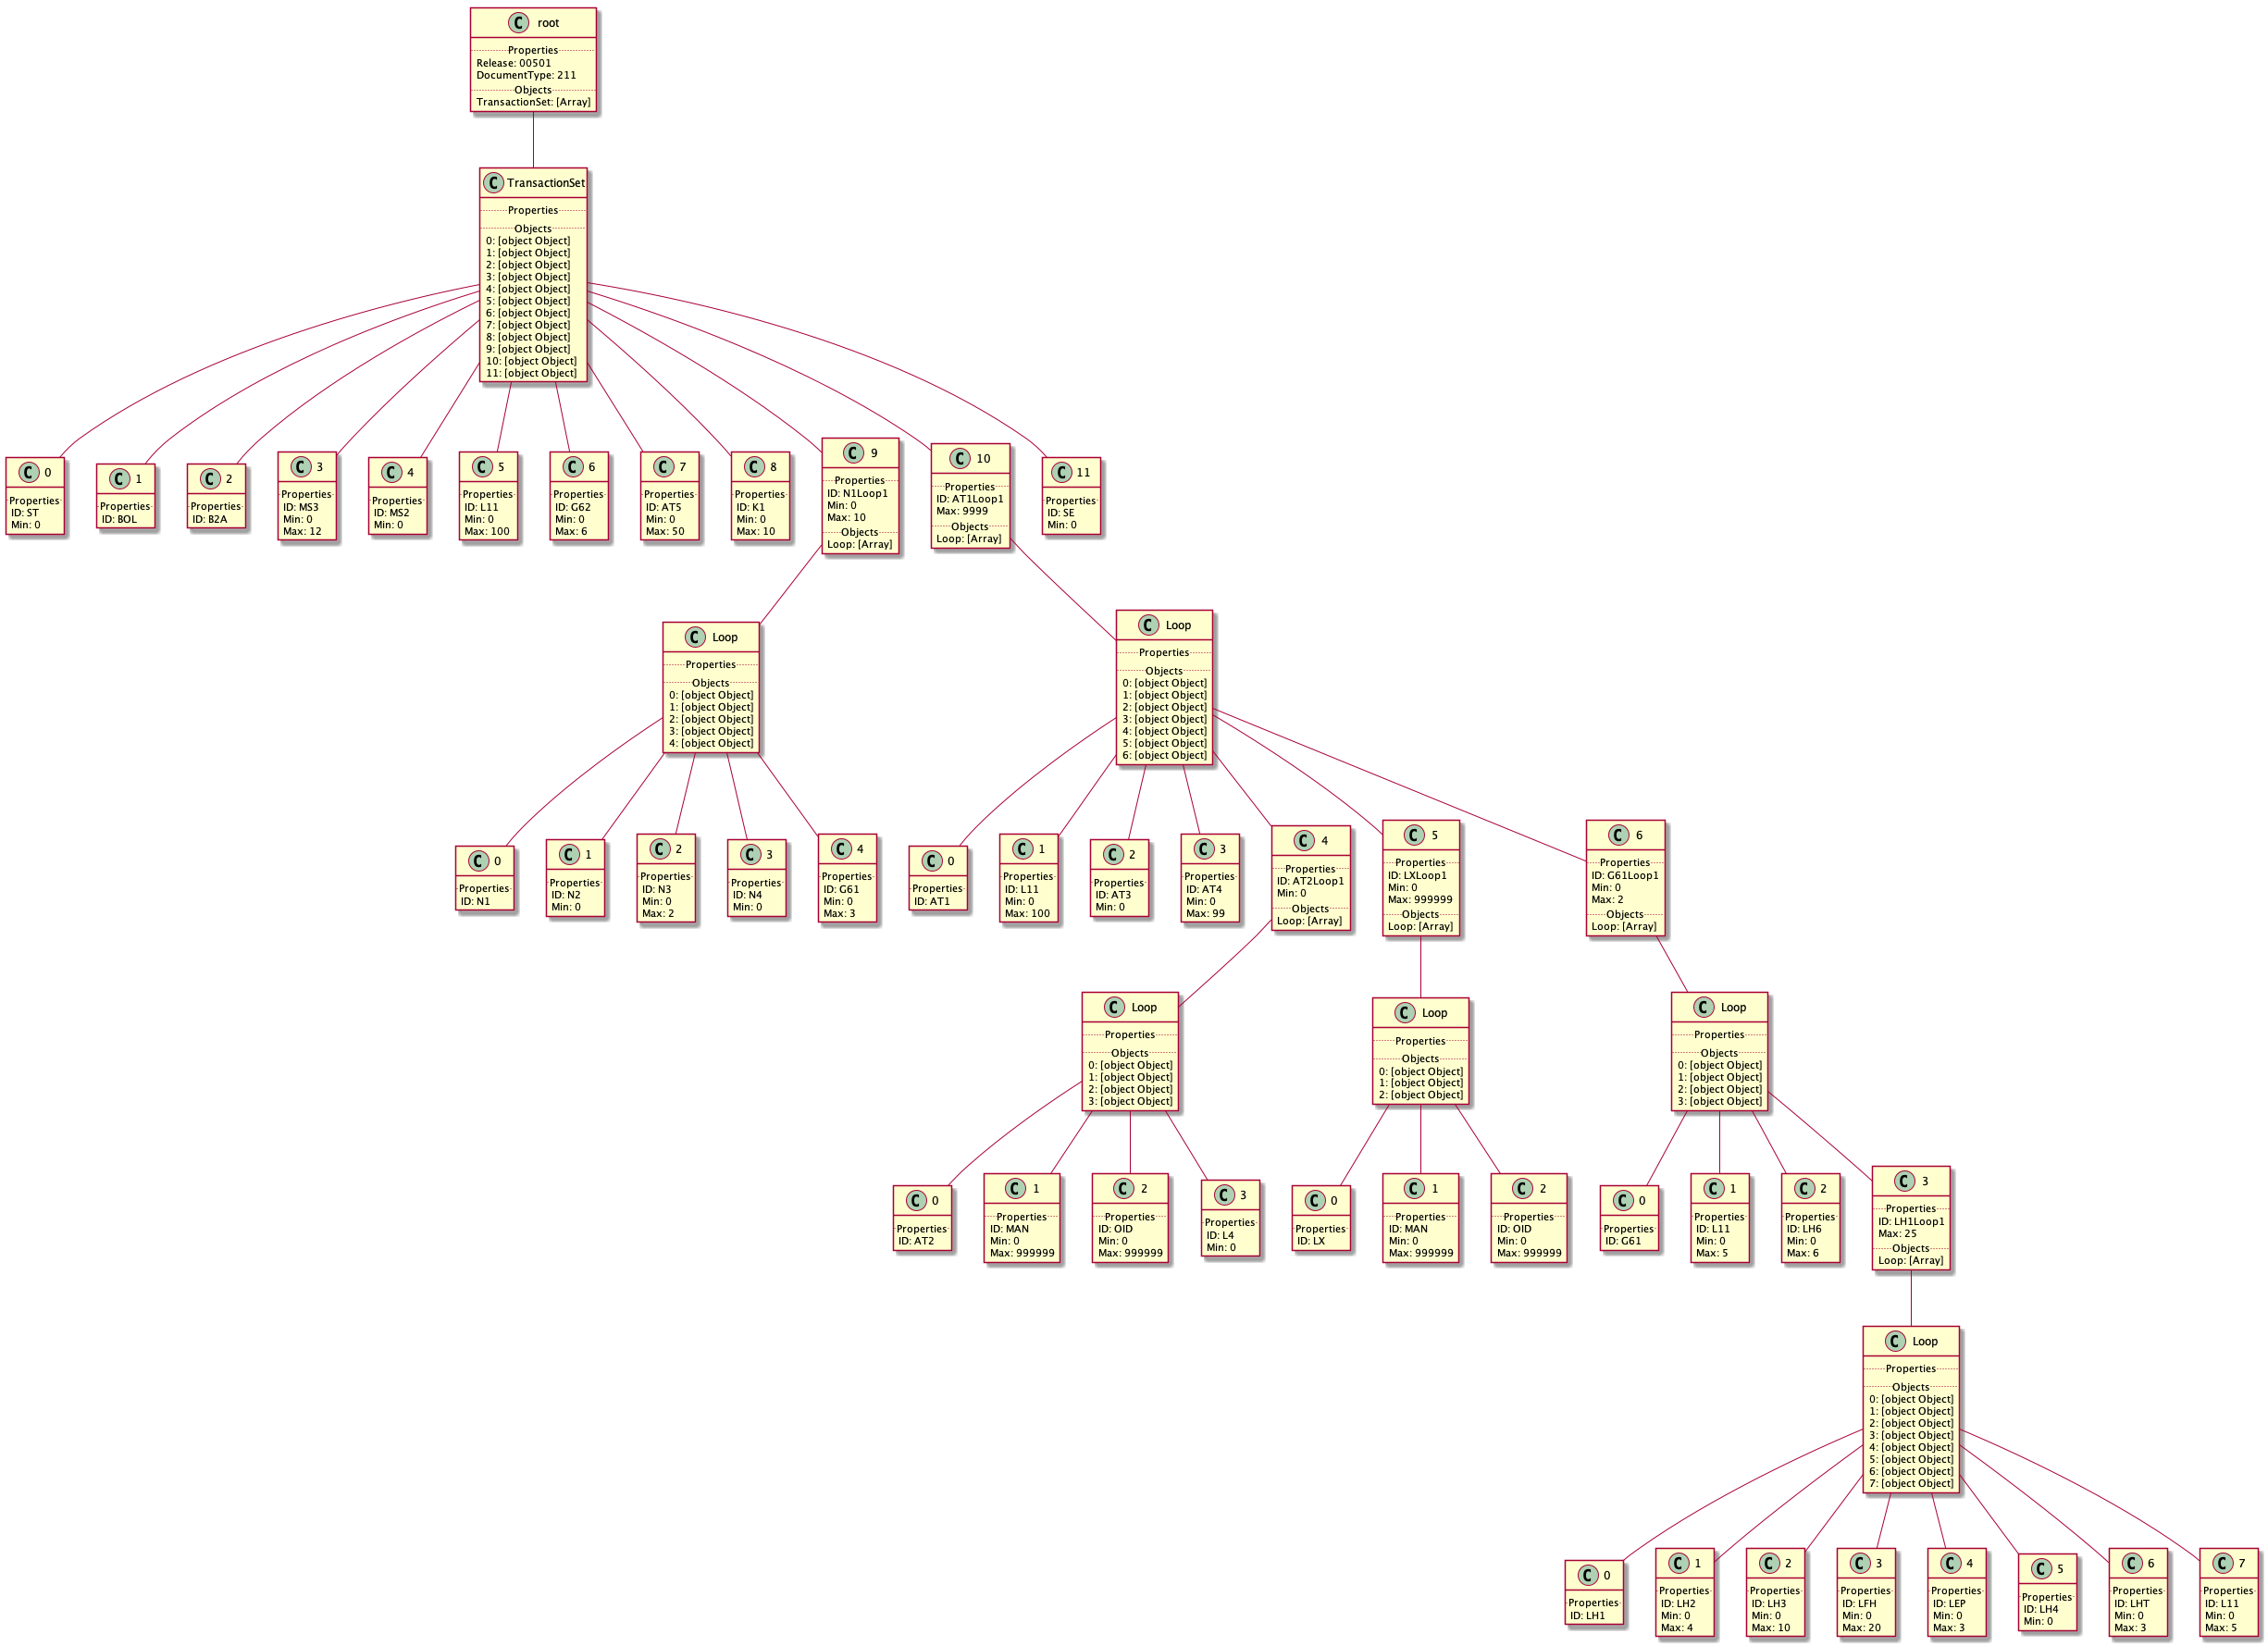 C root
Properties
Release: 00501
DocumentType: 211
Objects
TransactionSet: [Array]
C TransactionSet
Properties
Objects
0: [object Object]
1: [object Object]
2: [object Object]
3: [object Object]
4: [object Object]
5: [object Object]
6: [object Object]
7: [object Object]
8: [object Object]
9: [object Object]
10: [object Object]
11: [object Object]
C 0
Properties
ID: ST
Min: 0
C 1
Properties
ID: BOL
C 2
Properties
ID: B2A
C 3
Properties
ID: MS3
Min: 0
Max: 12
C 4
Properties
ID: MS2
Min: 0
C 5
Properties
ID: L11
Min: 0
Max: 100
C 6
Properties
ID: G62
Min: 0
Max: 6
C 7
Properties
ID: AT5
Min: 0
Max: 50
C 8
Properties
ID: K1
Min: 0
Max: 10
C 9
Properties
ID: N1Loop1
Min: 0
Max: 10
Objects
Loop: [Array]
C 10
Properties
ID: AT1Loop1
Max: 9999
Objects
Loop: [Array]
C 11
Properties
ID: SE
Min: 0
C Loop
Properties
Objects
0: [object Object]
1: [object Object]
2: [object Object]
3: [object Object]
4: [object Object]
C Loop
Properties
Objects
0: [object Object]
1: [object Object]
2: [object Object]
3: [object Object]
4: [object Object]
5: [object Object]
6: [object Object]
C 0
Properties
ID: N1
C 1
Properties
ID: N2
Min: 0
C 2
Properties
ID: N3
Min: 0
Max: 2
C 3
Properties
ID: N4
Min: 0
C 4
Properties
ID: G61
Min: 0
Max: 3
C 0
Properties
ID: AT1
C 1
Properties
ID: L11
Min: 0
Max: 100
C 2
Properties
ID: AT3
Min: 0
C 3
Properties
ID: AT4
Min: 0
Max: 99
C 4
Properties
ID: AT2Loop1
Min: 0
Objects
Loop: [Array]
C 5
Properties
ID: LXLoop1
Min: 0
Max: 999999
Objects
Loop: [Array]
C 6
Properties
ID: G61Loop1
Min: 0
Max: 2
Objects
Loop: [Array]
C Loop
Properties
Objects
0: [object Object]
1: [object Object]
2: [object Object]
3: [object Object]
C Loop
Properties
Objects
0: [object Object]
1: [object Object]
2: [object Object]
C Loop
Properties
Objects
0: [object Object]
1: [object Object]
2: [object Object]
3: [object Object]
C 0
Properties
ID: AT2
C 1
Properties
ID: MAN
Min: 0
Max: 999999
C 2
Properties
ID: OID
Min: 0
Max: 999999
C 3
Properties
ID: L4
Min: 0
C 0
Properties
ID: LX
C 1
Properties
ID: MAN
Min: 0
Max: 999999
C 2
Properties
ID: OID
Min: 0
Max: 999999
C 0
Properties
ID: G61
C 1
Properties
ID: L11
Min: 0
Max: 5
C 2
Properties
ID: LH6
Min: 0
Max: 6
C 3
Properties
ID: LH1Loop1
Max: 25
Objects
Loop: [Array]
C Loop
Properties
Objects
0: [object Object]
1: [object Object]
2: [object Object]
3: [object Object]
4: [object Object]
5: [object Object]
6: [object Object]
7: [object Object]
C 0
Properties
ID: LH1
C 1
Properties
ID: LH2
Min: 0
Max: 4
C 2
Properties
ID: LH3
Min: 0
Max: 10
C 3
Properties
ID: LFH
Min: 0
Max: 20
C 4
Properties
ID: LEP
Min: 0
Max: 3
C 5
Properties
ID: LH4
Min: 0
C 6
Properties
ID: LHT
Min: 0
Max: 3
C 7
Properties
ID: L11
Min: 0
Max: 5